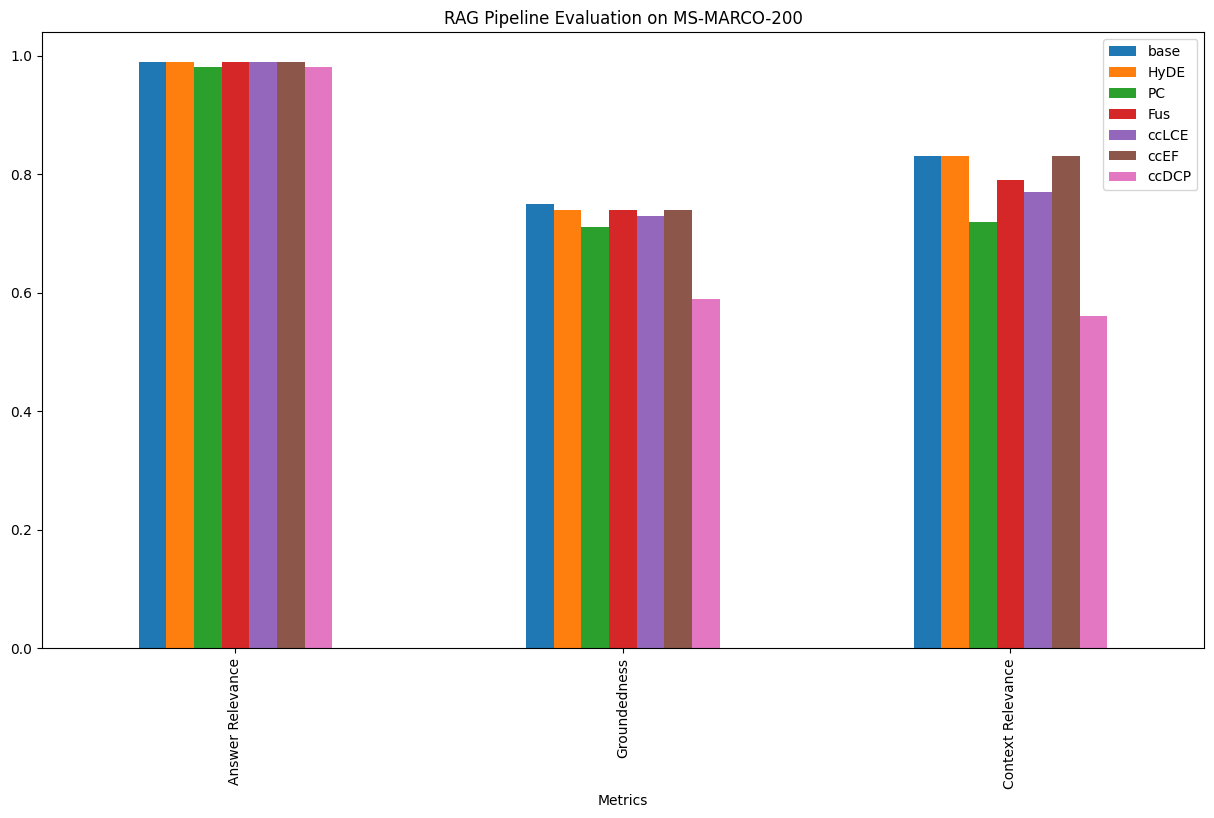 RAG Pipeline Evaluation on MS-MARCO-200
1.0
0.8
0.6
0.4
0.2
0.0
base
HyDE
PC
Fus
ccLCE
ccEF
ccDCP
Answer Relevance
Groundedness
Context Relevance
Metrics